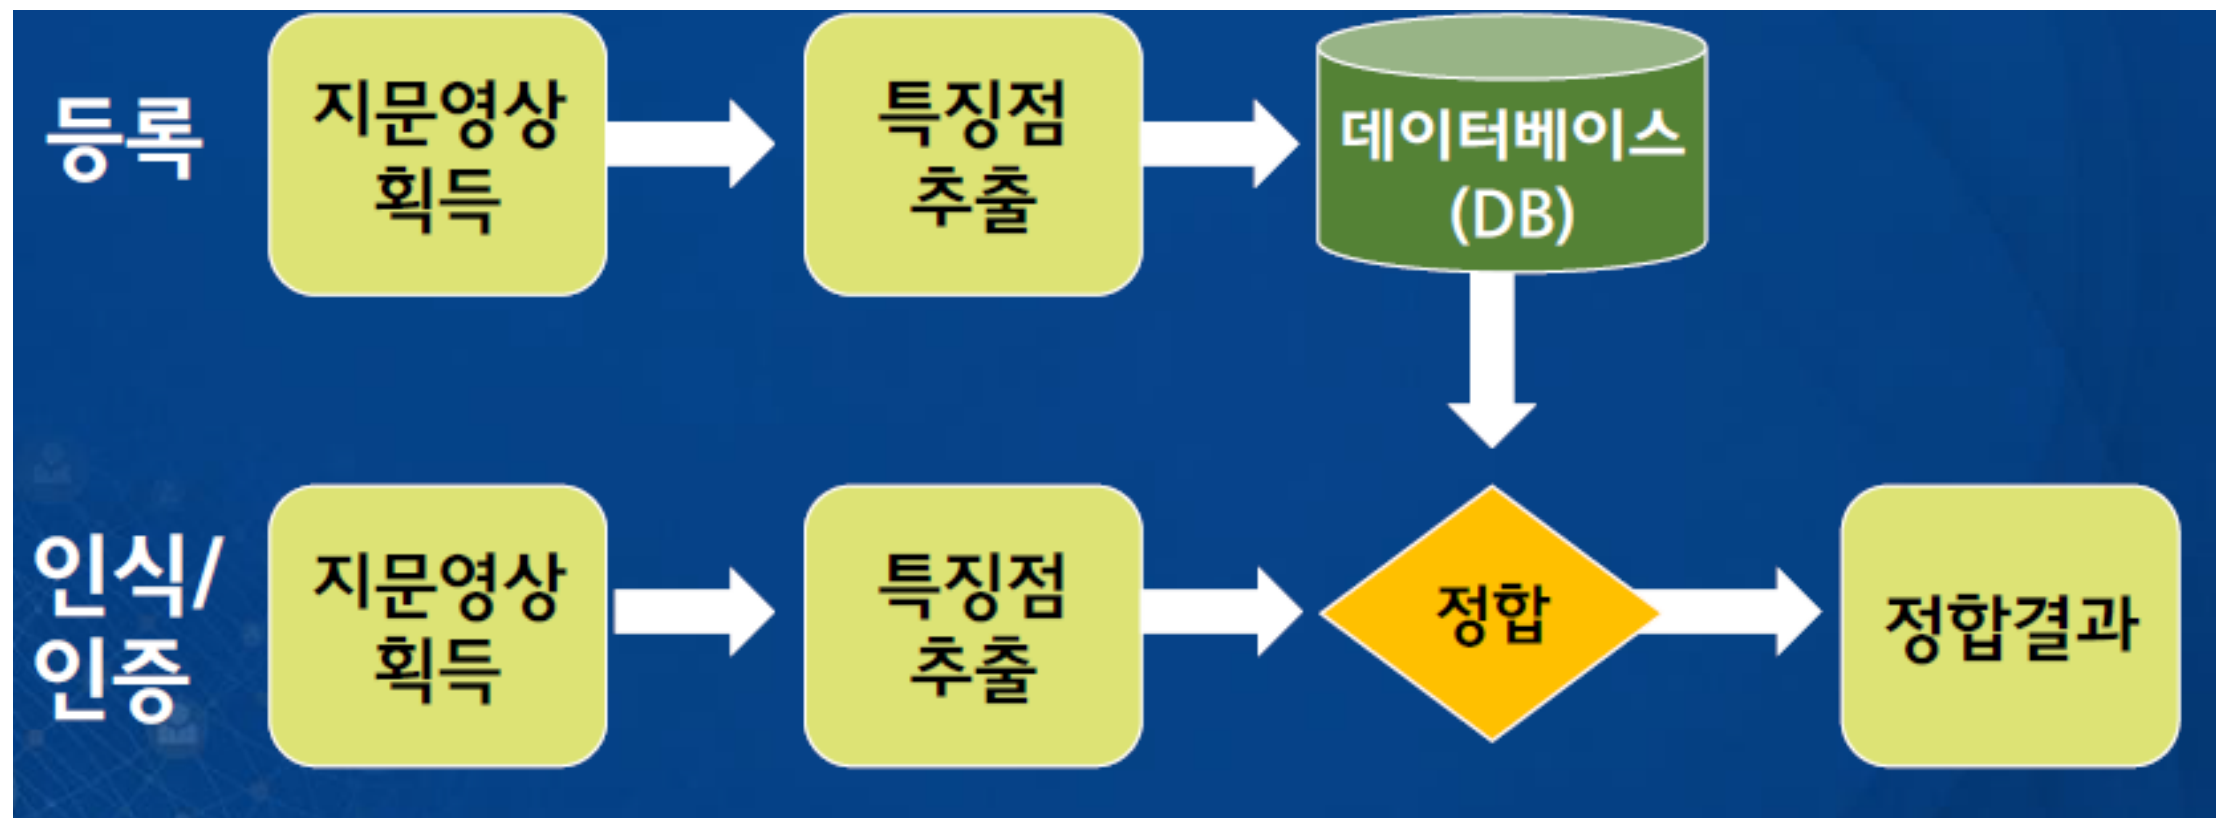 등록
지문영상
획득
특징점
추출
데이터베이스
(DB)
인식/
인증
지문영상
획득
특징점
추출
정합
정합결과